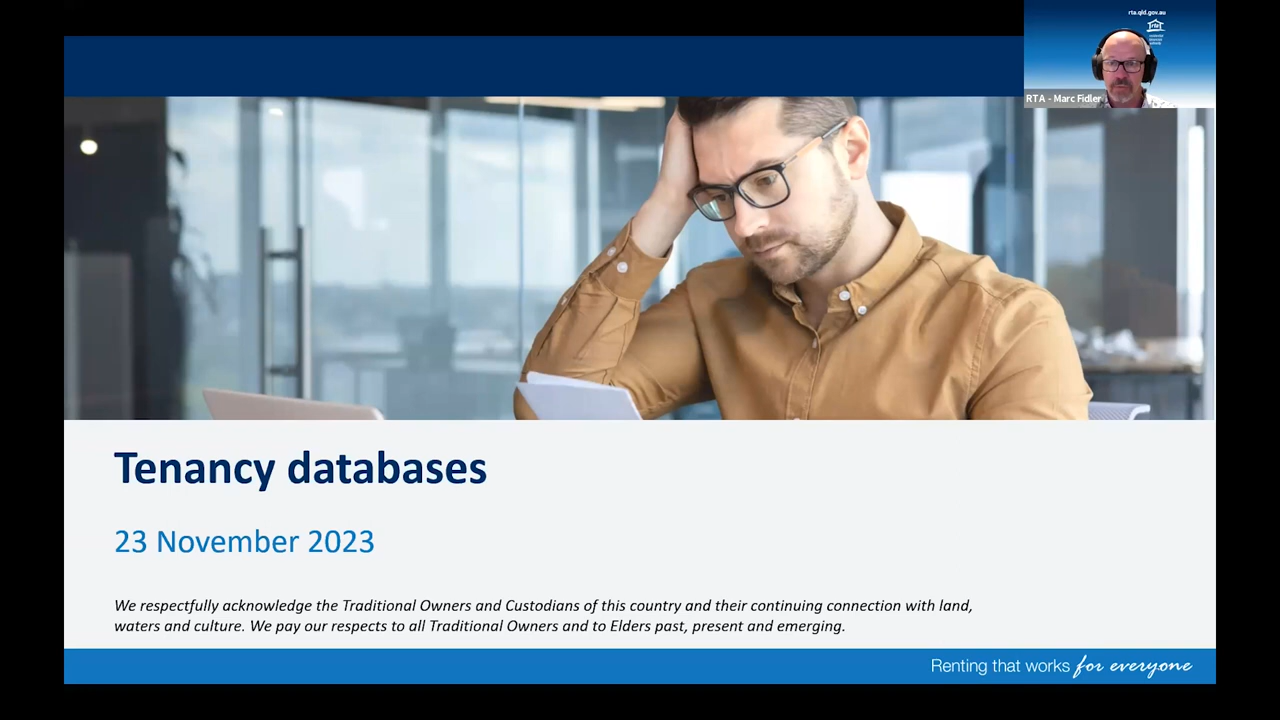 rta.qld.gov.au
rta
RTA - Marc Fidler
Tenancy databases
23 November 2023
We respectfully acknowledge the Traditional Owners and Custodians of this country and their continuing connection with land,
waters and culture. We pay our respects to all Traditional Owners and to Elders past, present and emerging.
Renting that works for everyone